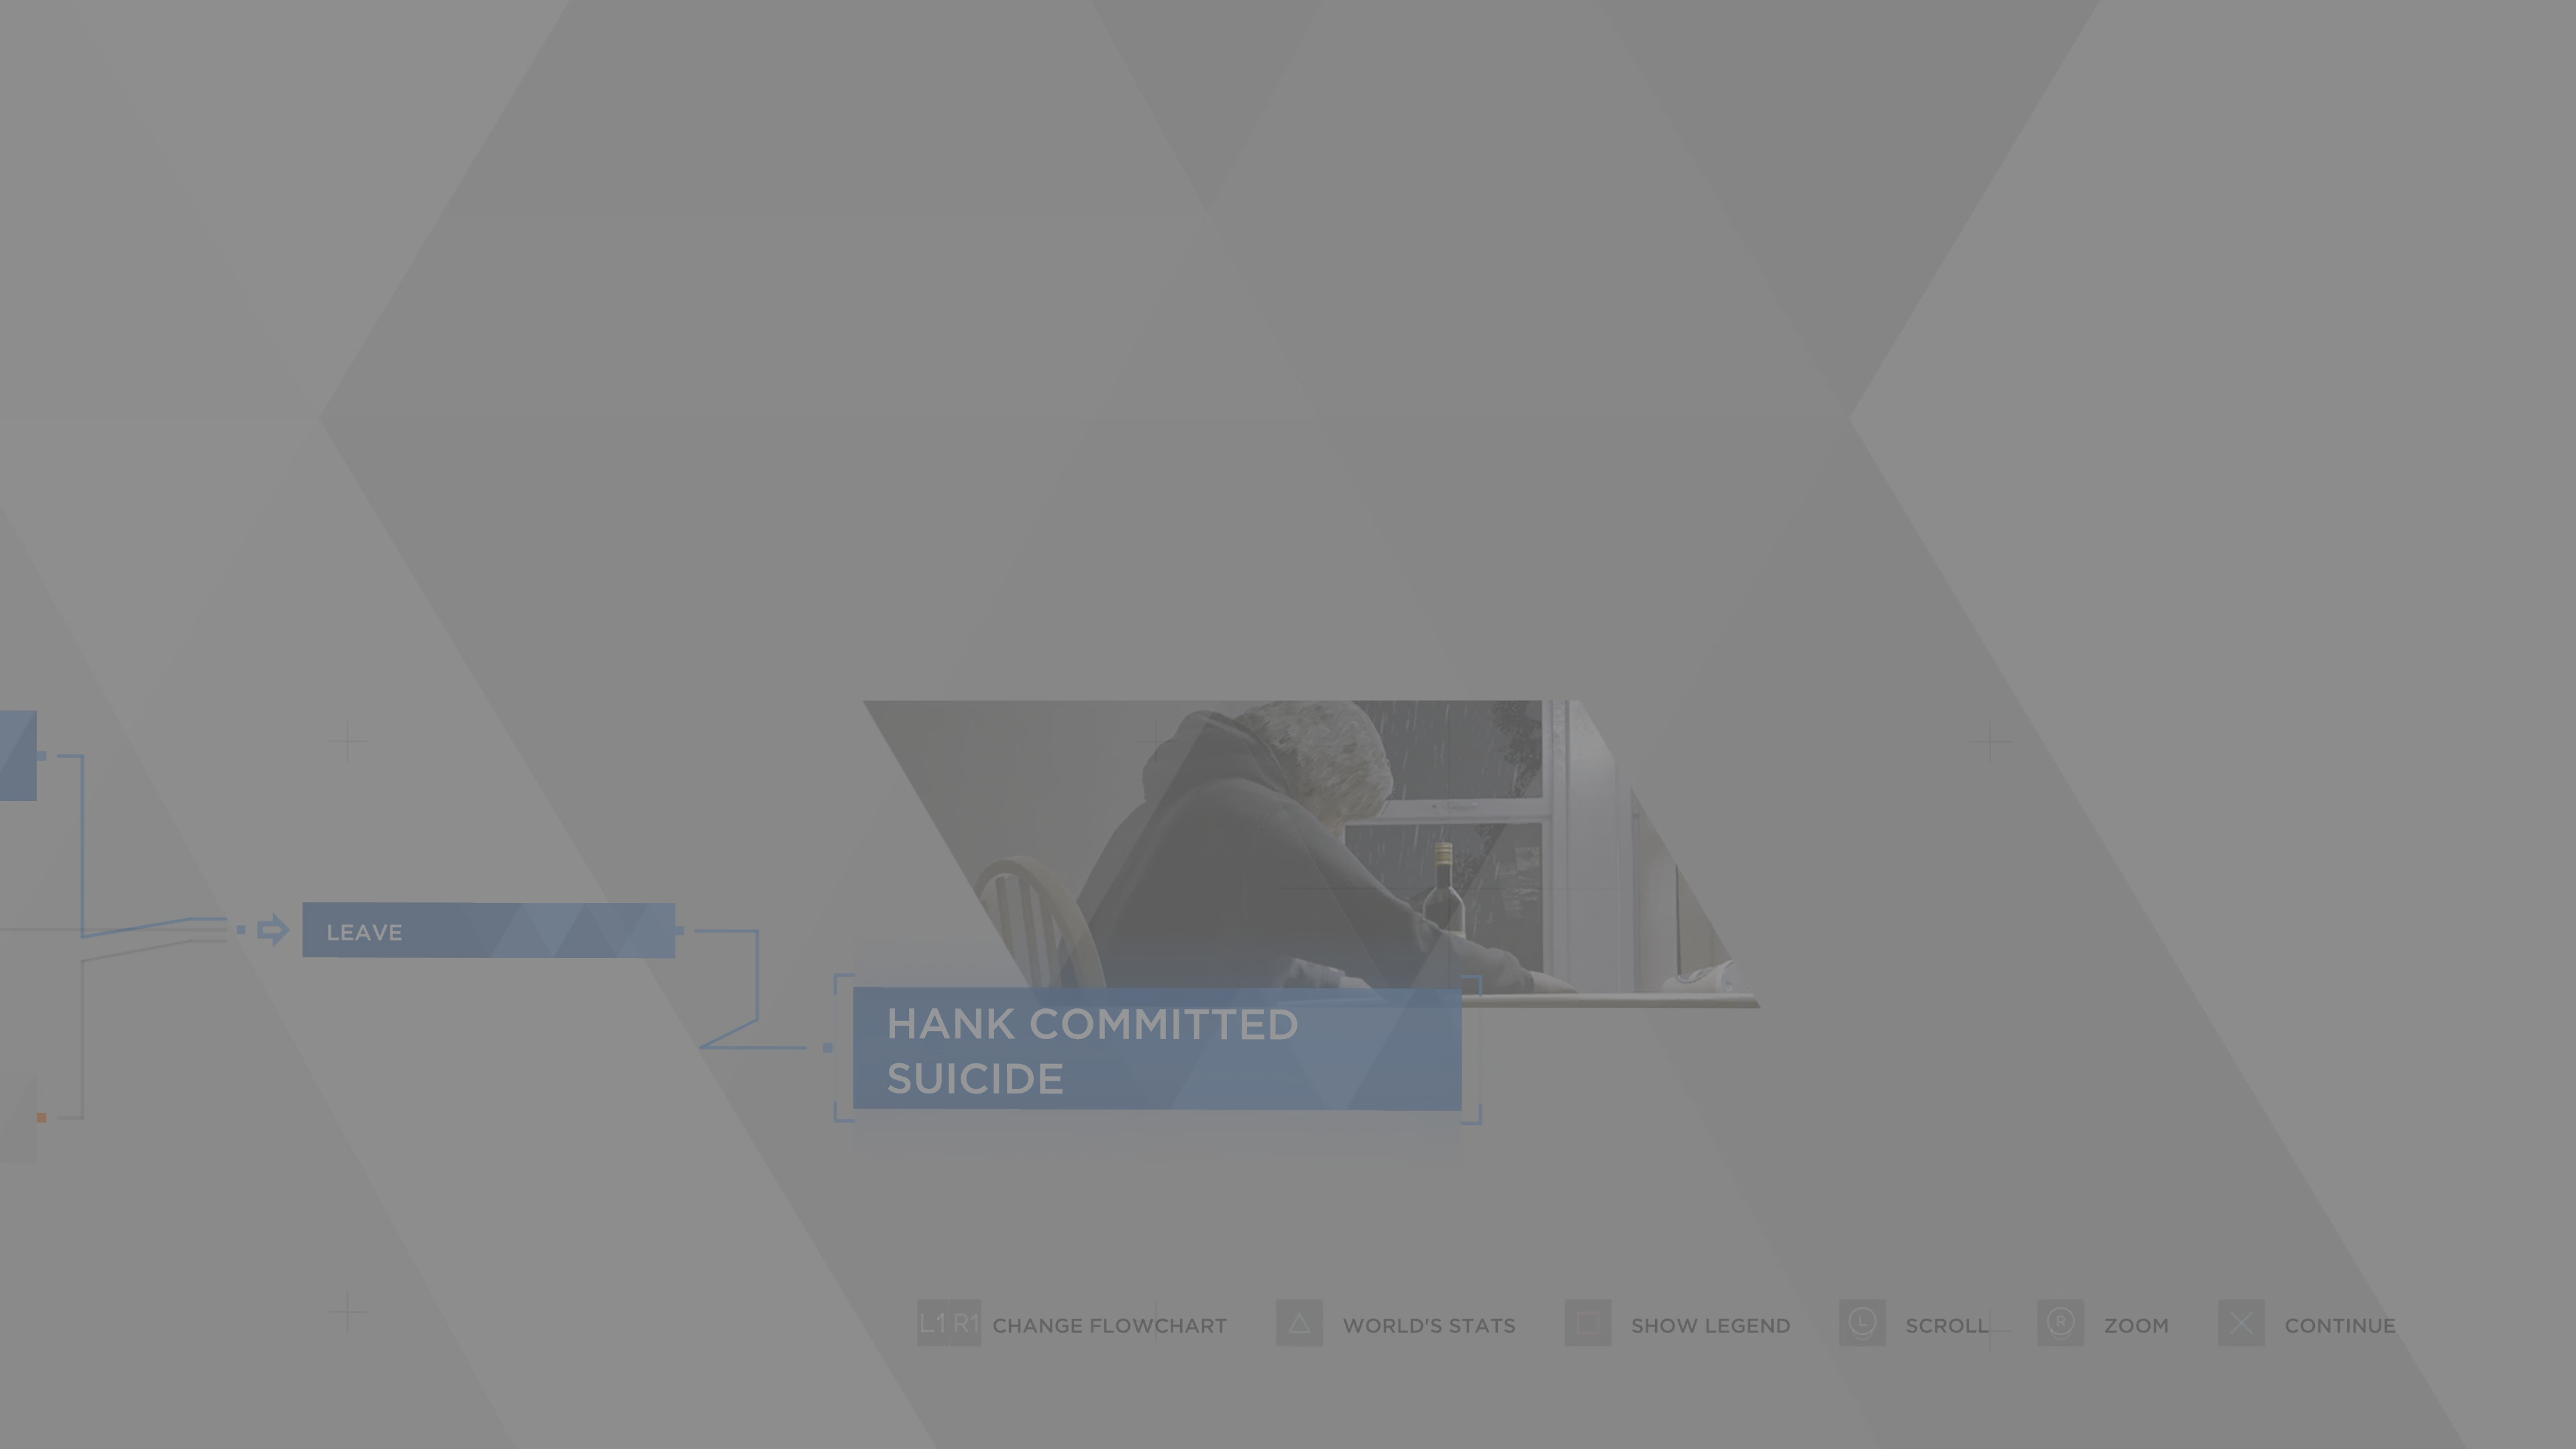 LEAVE
HANK COMMITTED
SUICIDE
L1 R1 CHANGE FLOWCHART WORLD'S STATS SHOW LEGEND L SCROLL R ZOOM CONTINUE